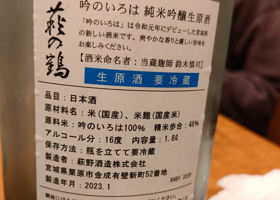 萩の鶴
吟のいろは 純米吟醸生原酒
「吟のいろは」は令和元年にデビューした宮城県
の新しい酒米です。爽やかな香りと優しい旨味を
お楽しみください。
【酒米命名者：当蔵麹師 鈴木慎司】
生原酒 要冷蔵
品目：日本酒
原材料名：米(国産)、米麹(国産米)
原料米：吟のいろは100% 精米歩合：48%
アルコール分：16度 内容量：1.8ℓ
保存方法：瓶を立てて要冷蔵
製造者：萩野酒造株式会社
宮城県栗原市金成有壁新町52番地
製造年月：2023.1